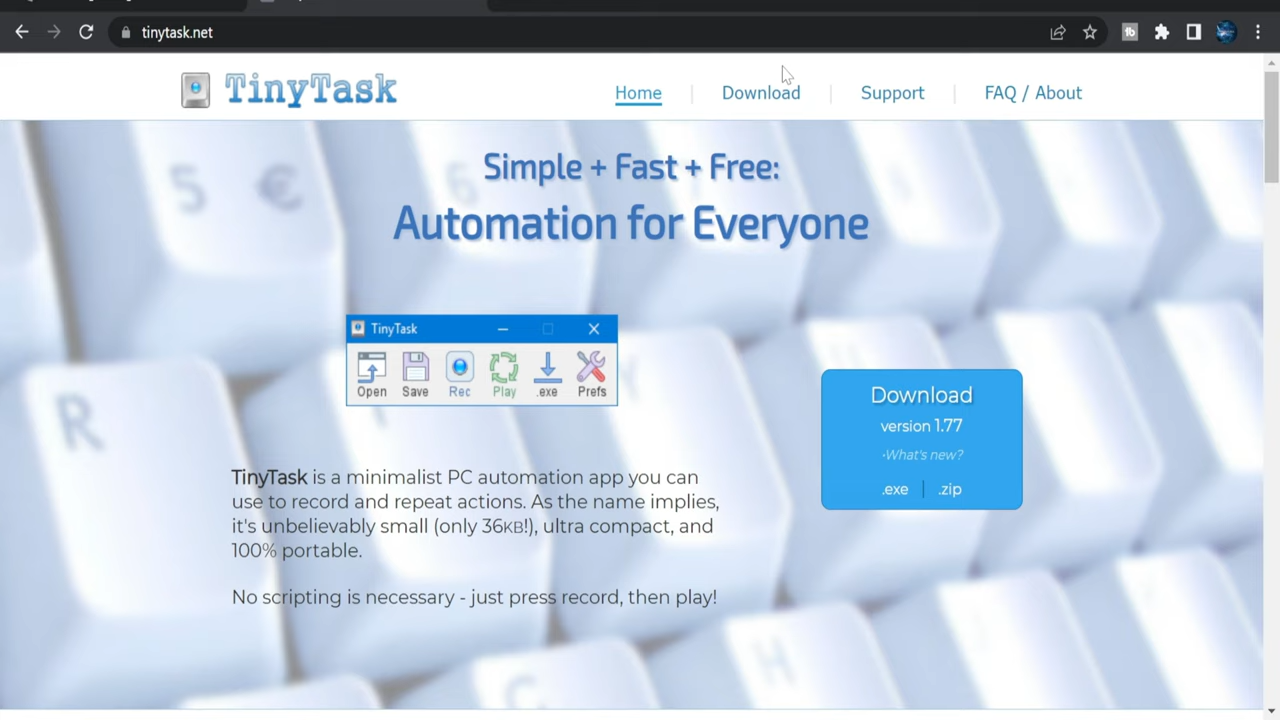 tinytask.net
TinyTask
Home
Download
Support
FAQ / About
Simple + Fast + Free:
Automation for Everyone
TinyTask
Open
Save
Rec
Play
.exe
Prefs
TinyTask is a minimalist PC automation app you can
use to record and repeat actions. As the name implies,
it's unbelievably small (only 36KB!), ultra compact, and
100% portable.
No scripting is necessary - just press record, then play!
Download
version 1.77
·What's new?
.exe | .zip
5 €
6
R
H